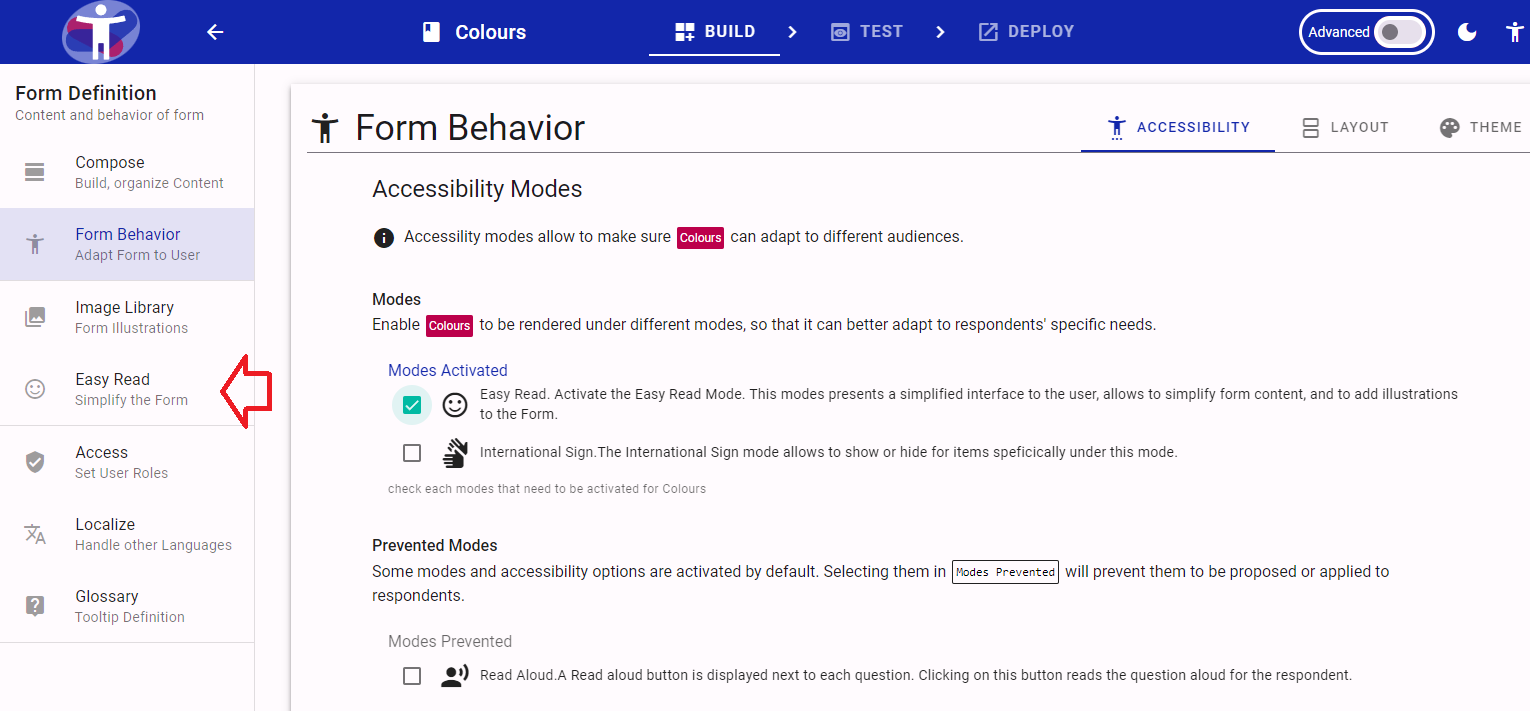 Colours
BUILD
TEST
DEPLOY
Advanced
Form Definition
Content and behavior of form
Compose
Build, organize Content
Form Behavior
Adapt Form to User
Image Library
Form Illustrations
Easy Read
Simplify the Form
Access
Set User Roles
Localize
Handle other Languages
Glossary
Tooltip Definition
Form Behavior
ACCESSIBILITY
LAYOUT
THEME
Accessibility Modes
Accessility modes allow to make sure Colours can adapt to different audiences.
Modes
Enable Colours to be rendered under different modes, so that it can better adapt to respondents' specific needs.
Modes Activated
Easy Read. Activate the Easy Read Mode. This modes presents a simplified interface to the user, allows to simplify form content, and to add illustrations
to the Form.
International Sign.The International Sign mode allows to show or hide for items speficically under this mode.
check each modes that need to be activated for Colours
Prevented Modes
Some modes and accessibility options are activated by default. Selecting them in Modes Prevented will prevent them to be proposed or applied to
respondents.
Modes Prevented
Read Aloud.A Read aloud button is displayed next to each question. Clicking on this button reads the question aloud for the respondent.